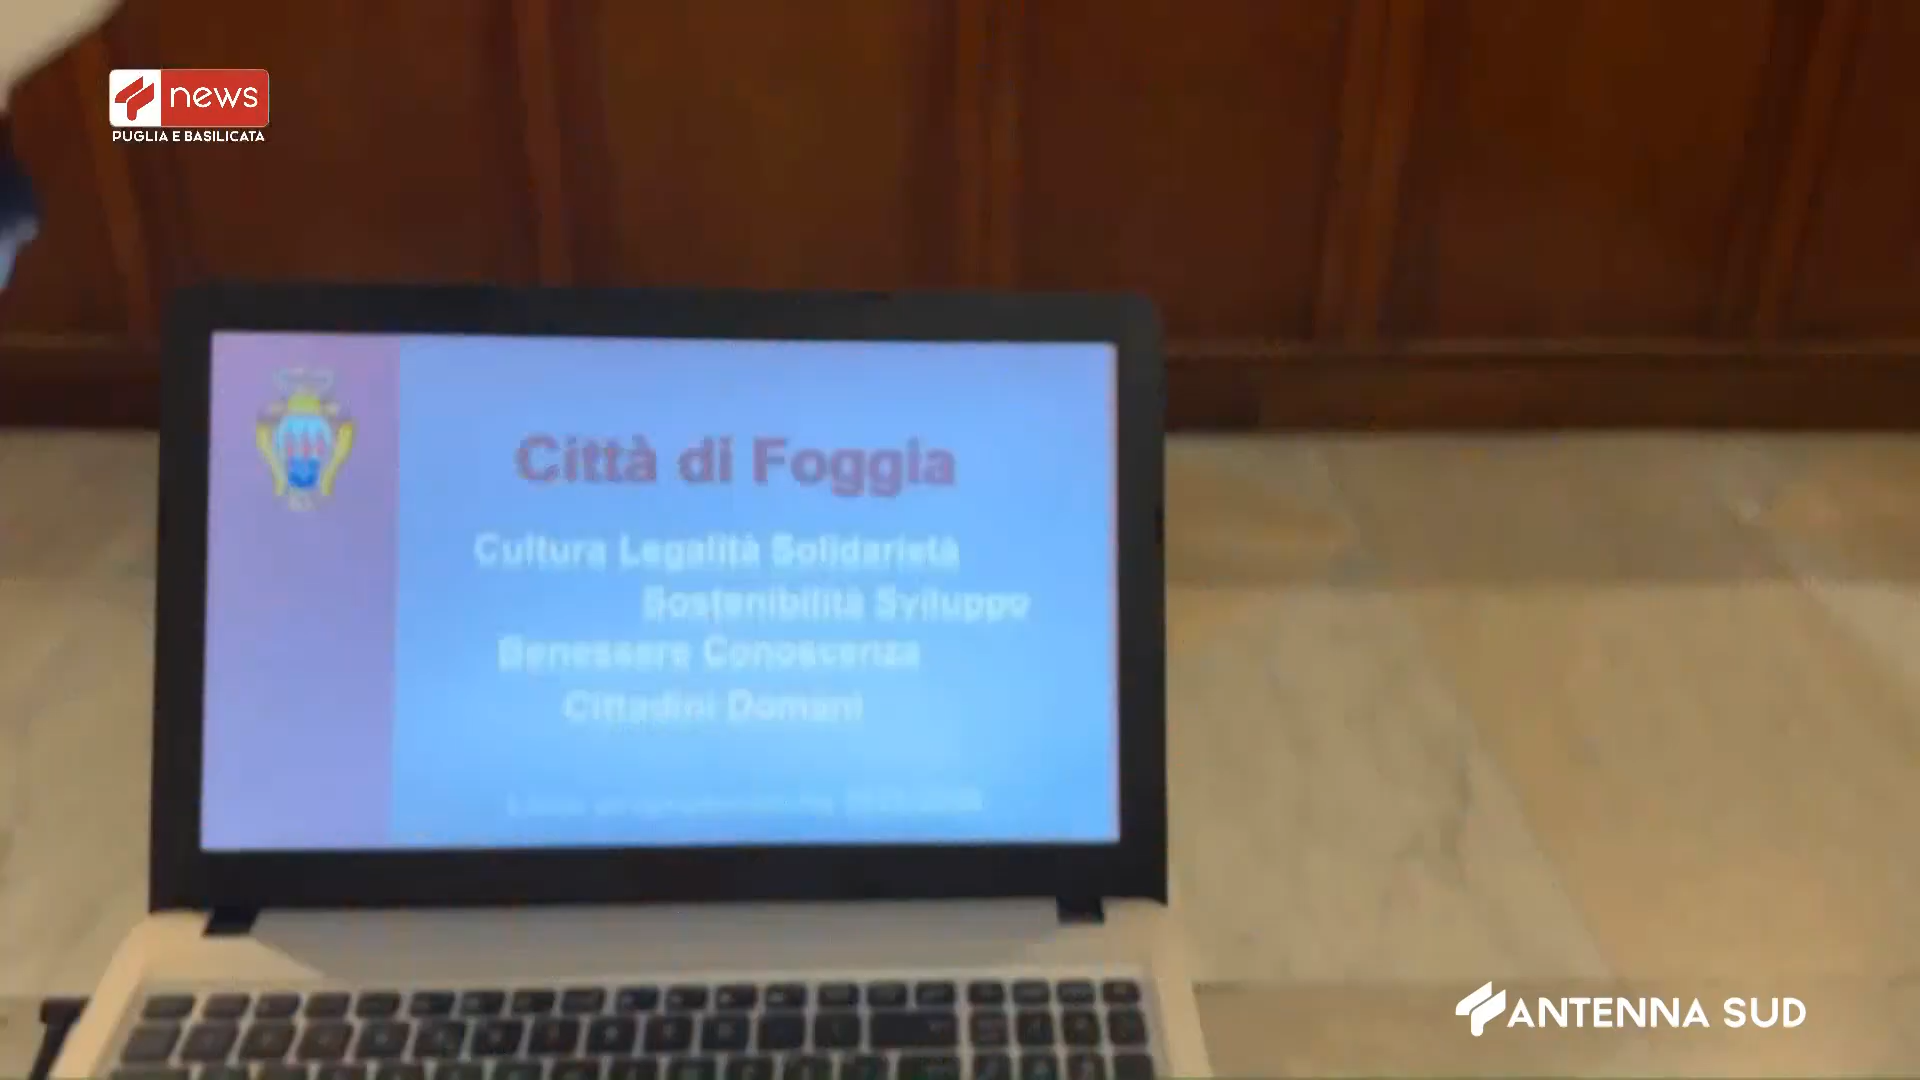 news
PUGLIA E BASILICATA
Città di Foggia
Cultura Legalità Solidarietà
Sostenibilità Sviluppo
Benessere Conoscenza
Cittadini Domani
ANTENNA SUD